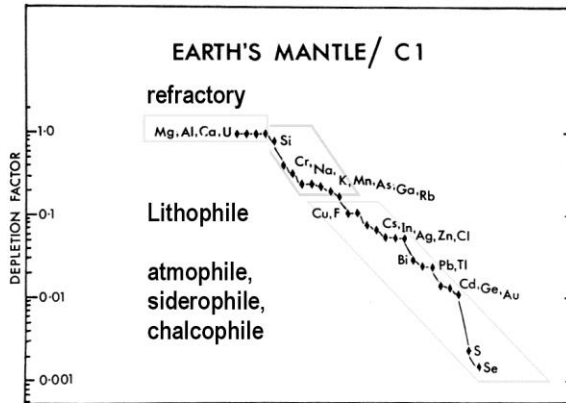 EARTH'S MANTLE/ C1
refractory
1·0
Mg, Al, Ca, U
Si
Cr, Na, K, Mn, As, Ga, Rb
Lithophile
0·1
Cu, F
Cs, In, Ag, Zn, Cl
DEPLETION FACTOR
atmophile,
siderophile,
chalcophile
Bi
Pb, Tl
Cd, Ge, Au
0·01
S
Se
0·001